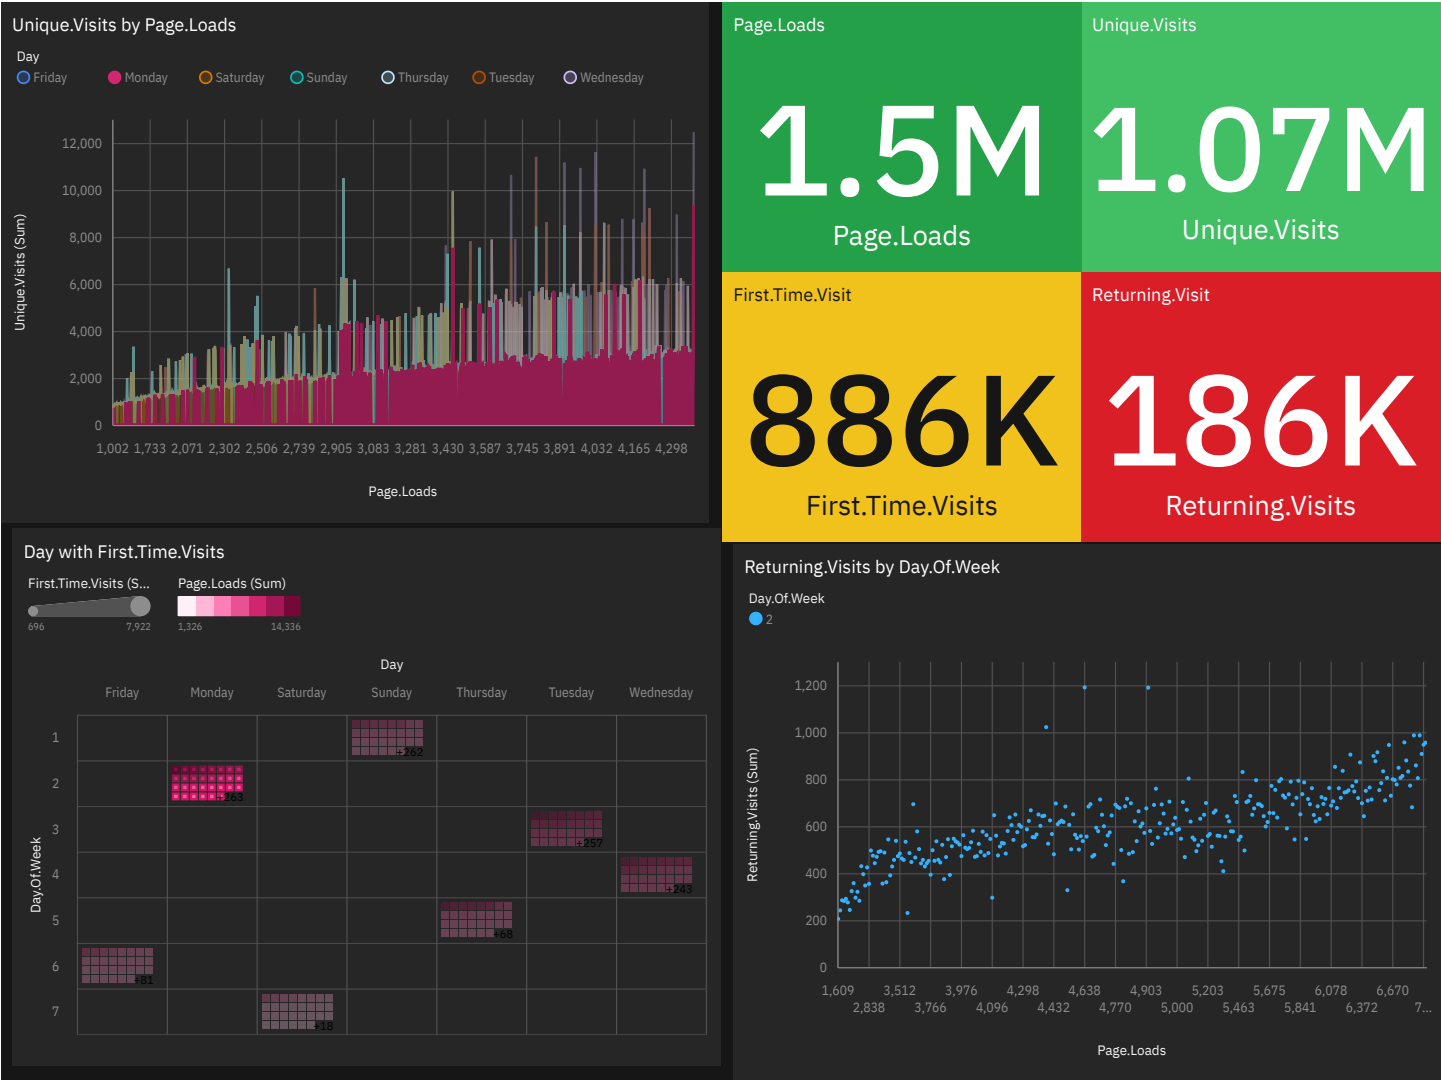 Unique.Visits by Page.Loads
Day
Friday Monday Saturday Sunday Thursday Tuesday Wednesday
12,000
10,000
8,000
6,000
4,000
2,000
0
Unique.Visits (Sum)
1,002 1,733 2,071 2,302 2,506 2,739 2,905 3,083 3,281 3,430 3,587 3,745 3,891 4,032 4,165 4,298
Page.Loads
Page.Loads
1.5M
Page.Loads
Unique.Visits
1.07M
Unique.Visits
First.Time.Visit
886K
First.Time.Visits
Returning.Visit
186K
Returning.Visits
Day with First.Time.Visits
First.Time.Visits (S... Page.Loads (Sum)
696 7,922 1,326 14,336
Day
Friday Monday Saturday Sunday Thursday Tuesday Wednesday
Day.Of.Week
1 +262
2 +263
3 +257
4 +243
5 +68
6 +81
7 +18
Returning.Visits by Day.Of.Week
Day.Of.Week
2
1,200
1,000
800
600
400
200
0
Returning.Visits (Sum)
1,609 3,512 3,976 4,298 4,638 4,903 5,203 5,675 6,078 6,670
2,838 3,766 4,096 4,432 4,770 5,000 5,463 5,841 6,372 7...
Page.Loads